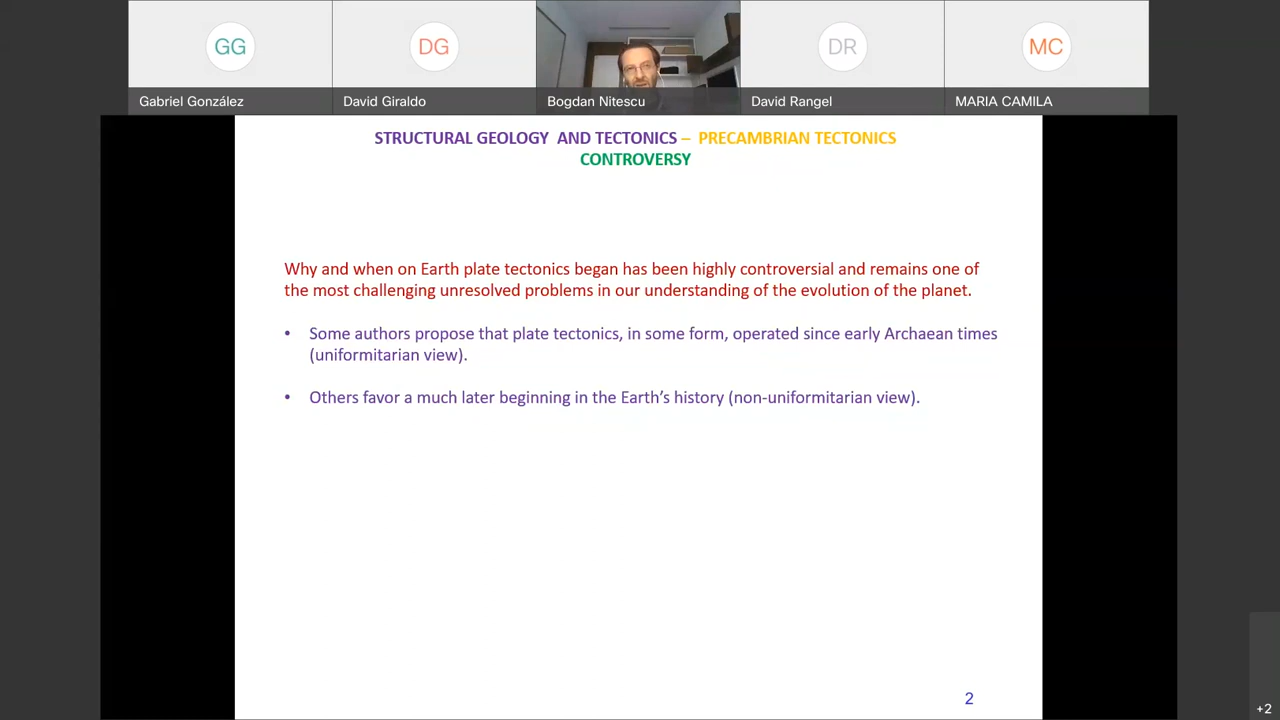 GG
DG
DR
MC
Gabriel González
David Giraldo
Bogdan Nitescu
David Rangel
MARIA CAMILA
STRUCTURAL GEOLOGY AND TECTONICS – PRECAMBRIAN TECTONICS
CONTROVERSY
Why and when on Earth plate tectonics began has been highly controversial and remains one of
the most challenging unresolved problems in our understanding of the evolution of the planet.
• Some authors propose that plate tectonics, in some form, operated since early Archaean times
(uniformitarian view).
• Others favor a much later beginning in the Earth’s history (non-uniformitarian view).
2
+2